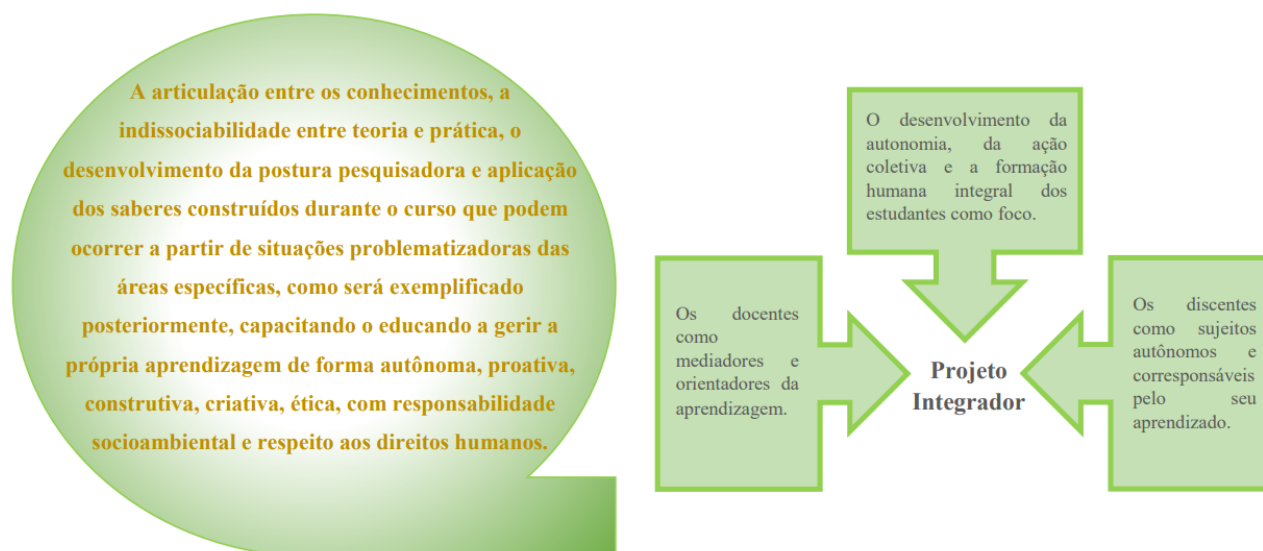 A articulação entre os conhecimentos, a
indissociabilidade entre teoria e prática, o
desenvolvimento da postura pesquisadora e aplicação
dos saberes construídos durante o curso que podem
ocorrer a partir de situações problematizadoras das
áreas específicas, como será exemplificado
posteriormente, capacitando o educando a gerir a
própria aprendizagem de forma autônoma, proativa,
construtiva, criativa, ética, com responsabilidade
socioambiental e respeito aos direitos humanos.
O desenvolvimento da
autonomia, da ação
coletiva e a formação
humana integral dos
estudantes como foco.
Os docentes
como
mediadores e
orientadores da
aprendizagem.
Projeto
Integrador
Os discentes
como sujeitos
autônomos e
corresponsáveis
pelo seu
aprendizado.